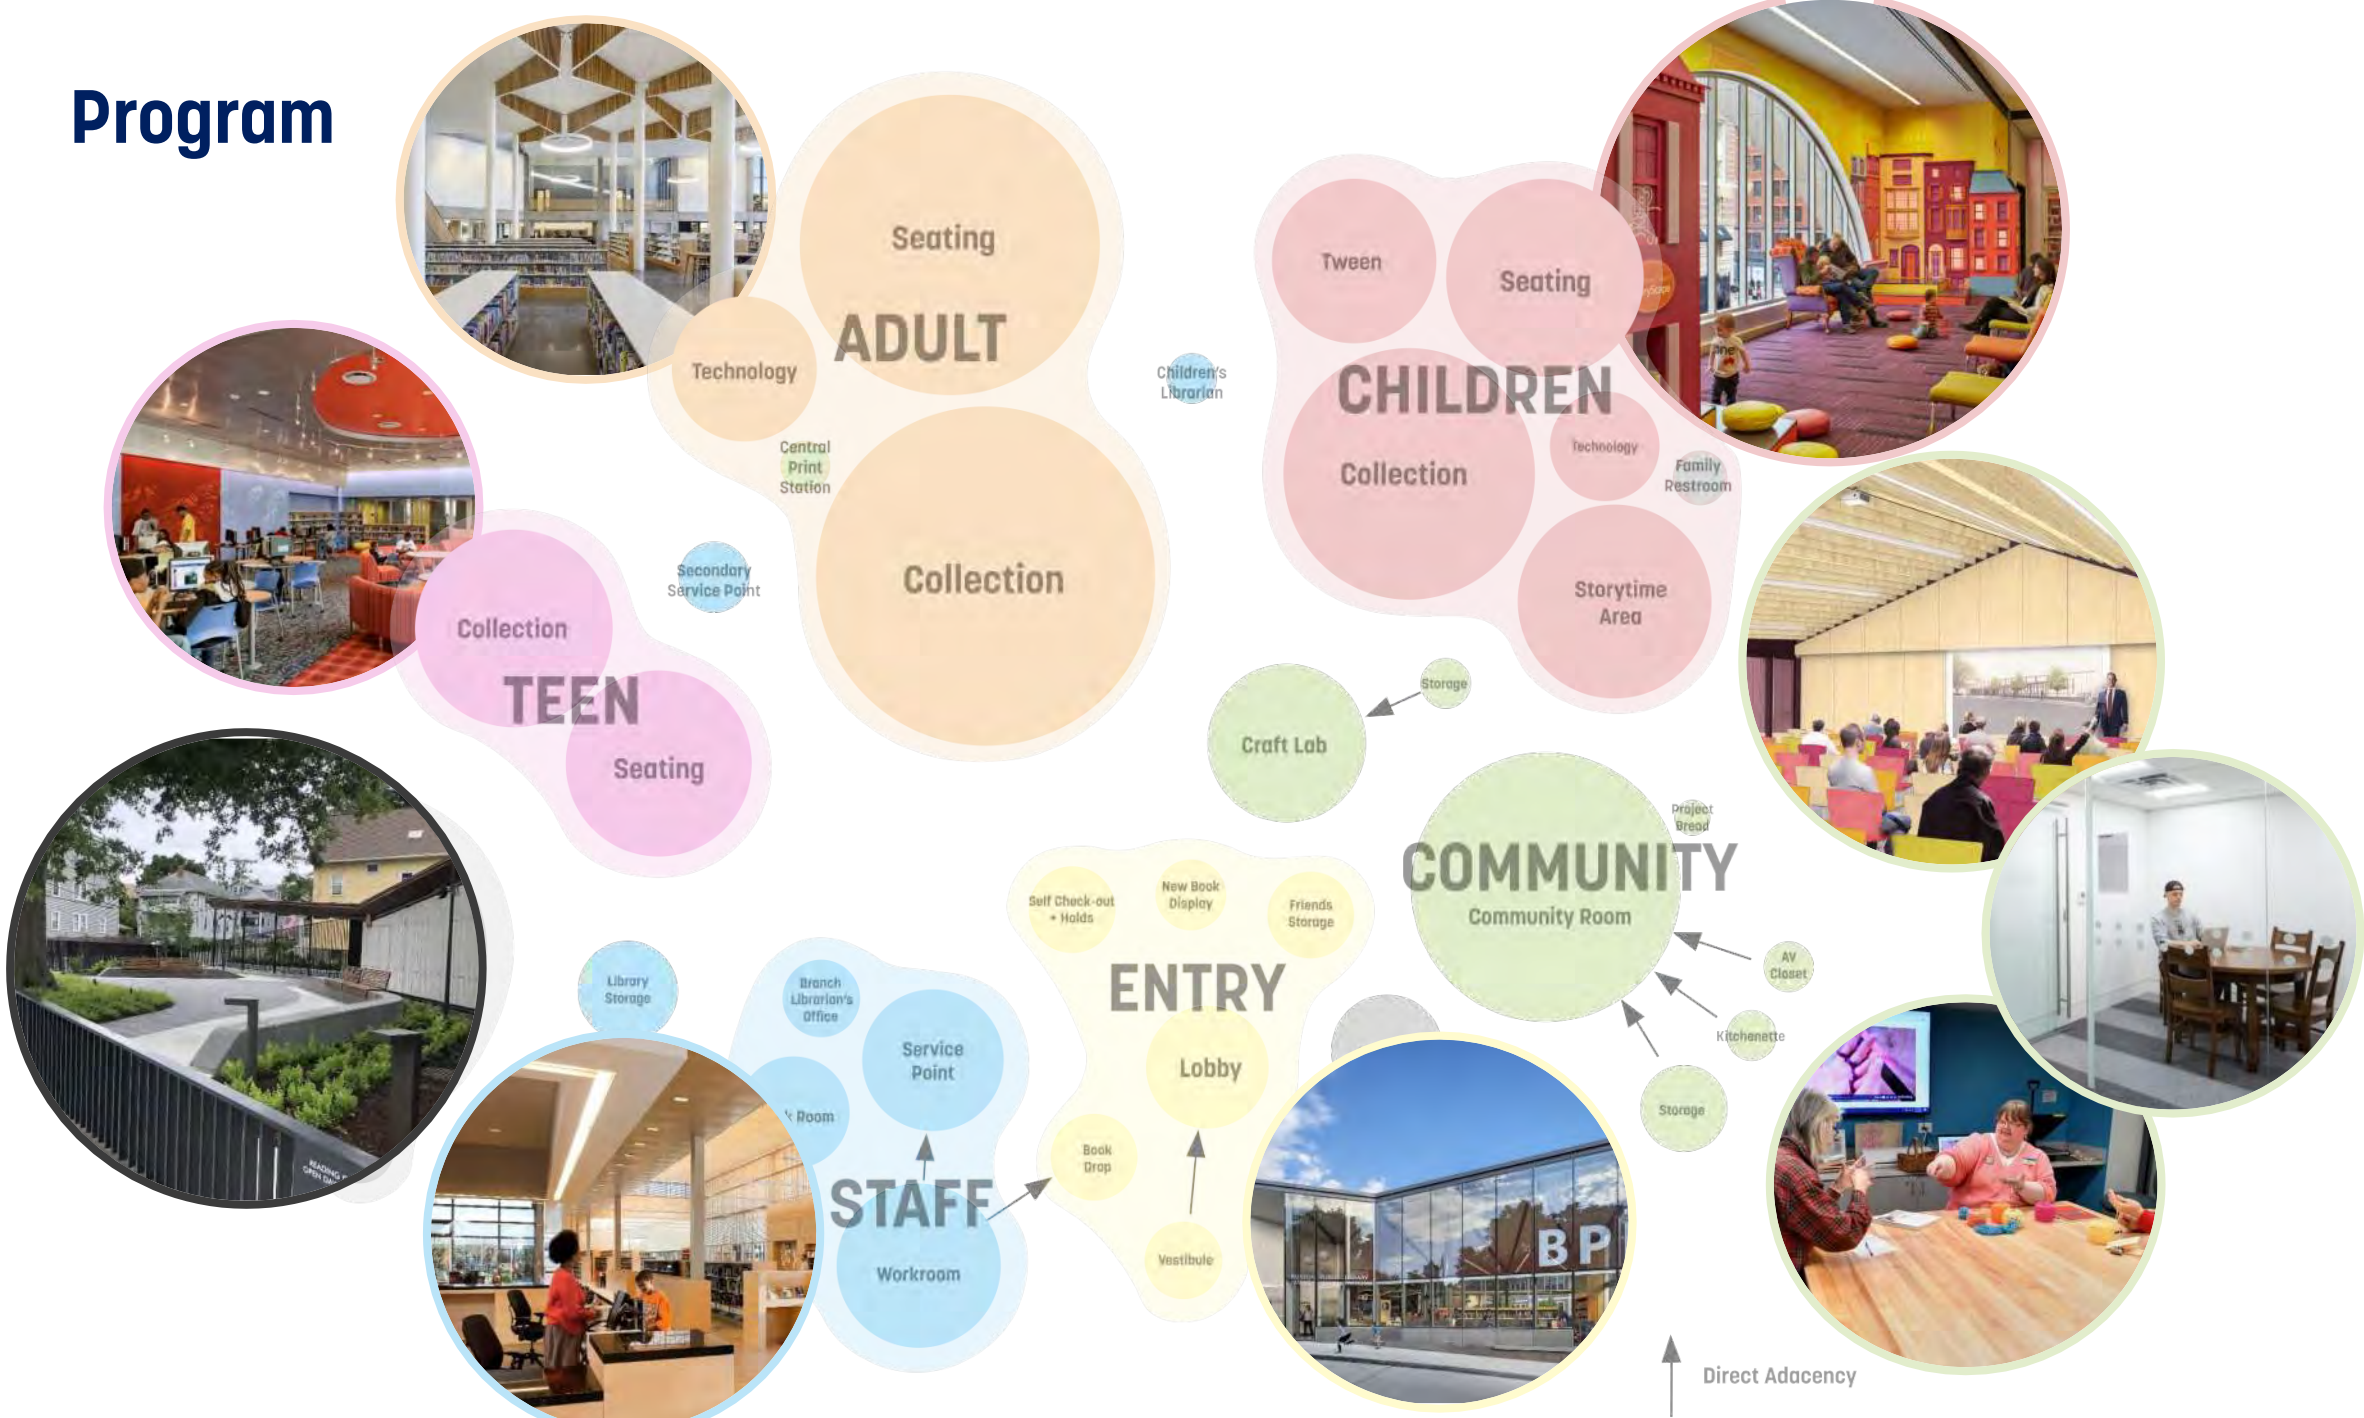 Program
Seating
ADULT
Technology
Central
Print
Station
Collection
Children's
Librarian
Tween
Seating
CHILDREN
Technology
Collection
Family
Restroom
Storytime
Area
Secondary
Service Point
Collection
TEEN
Seating
Storage
Craft Lab
Project
Bread
COMMUNITY
Community Room
AV
Closet
Kitchenette
Storage
Self Check-out
+ Holds
New Book
Display
Friends
Storage
ENTRY
Lobby
Book
Drop
Vestibule
Library
Storage
Branch
Librarian's
Office
Service
Point
Room
STAFF
Workroom
BP
Direct Adacency